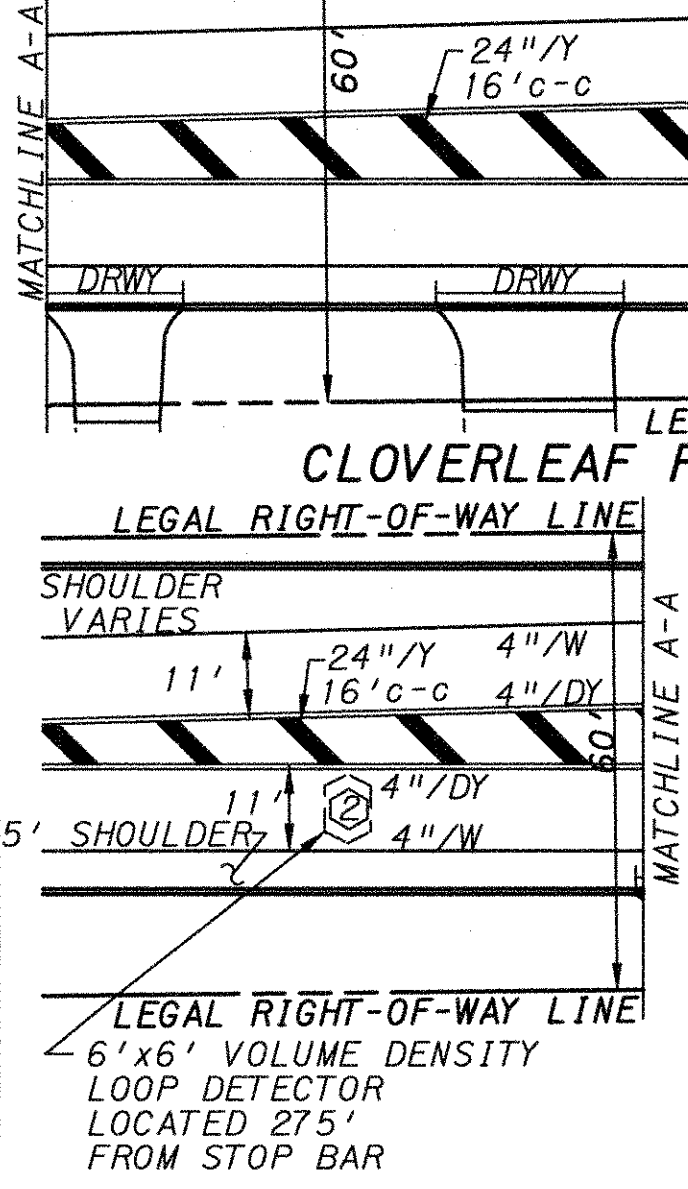 MATCHLINE A-A
60'
24"/Y
16'c-c
DRWY
DRWY
LE
CLOVERLEAF
LEGAL RIGHT-OF-WAY LINE
SHOULDER
VARIES
11'
24"/Y
16'c-c
4"/W
4"/DY
60'
MATCHLINE A-A
11'
2
4"/DY
5' SHOULDER
4"/W
LEGAL RIGHT-OF-WAY LINE
6'x6' VOLUME DENSITY
LOOP DETECTOR
LOCATED 275'
FROM STOP BAR